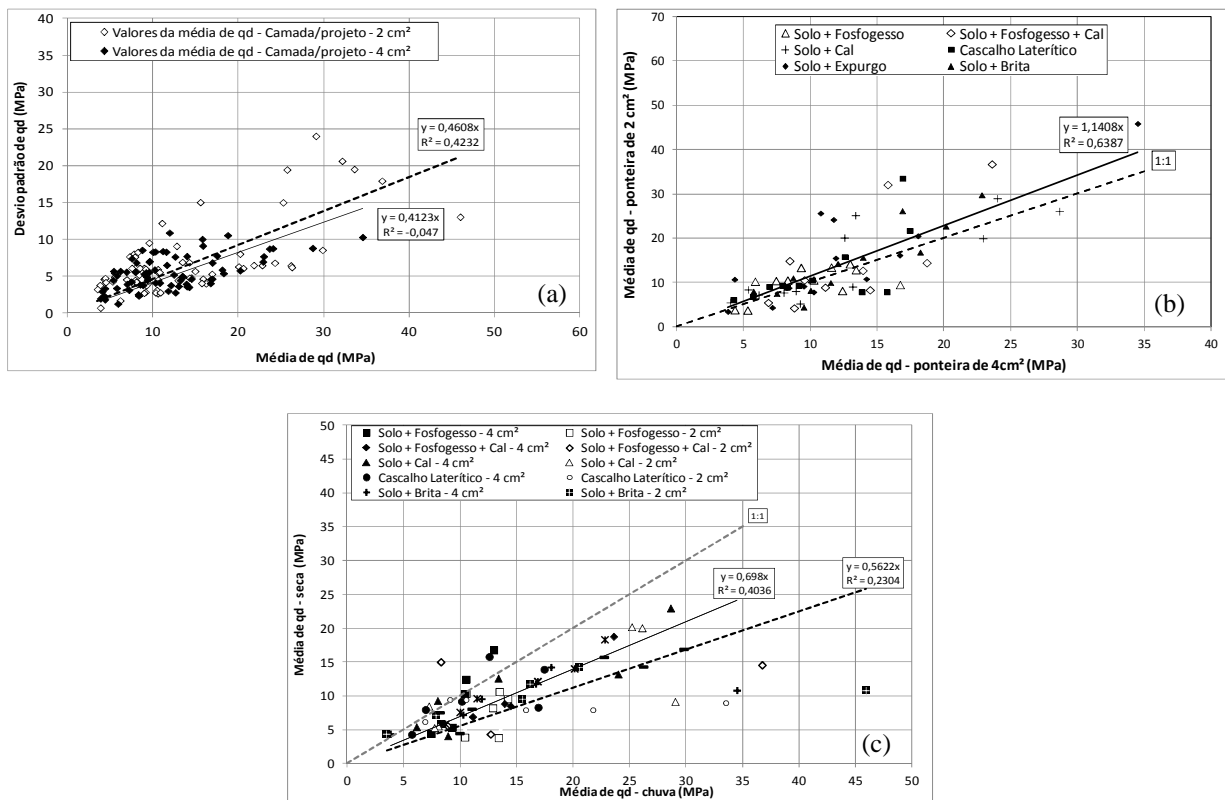 ◇ Valores da média de qd - Camada/projeto - 2 cm²
◆ Valores da média de qd - Camada/projeto - 4 cm²
Desvio padrão de qd (MPa)
40
35
30
25
20
15
10
5
0
y = 0,4608x
R² = 0,4232
y = 0,4123x
R² = -0,047
(a)
0 10 20 30 40 50 60
Média de qd (MPa)
△ Solo + Fosfogesso ◇ Solo + Fosfogesso + Cal
+ Solo + Cal ■ Cascalho Laterítico
◆ Solo + Expurgo ▲ Solo + Brita
Média de qd - ponteira de 2 cm² (MPa)
70
60
50
40
30
20
10
0
y = 1,1408x
R² = 0,6387
1:1
(b)
0 5 10 15 20 25 30 35 40
Média de qd - ponteira de 4cm² (MPa)
■ Solo + Fosfogesso - 4 cm² □ Solo + Fosfogesso - 2 cm²
◆ Solo + Fosfogesso + Cal - 4 cm² ◇ Solo + Fosfogesso + Cal - 2 cm²
▲ Solo + Cal - 4 cm² △ Solo + Cal - 2 cm²
● Cascalho Laterítico - 4 cm² ○ Cascalho Laterítico - 2 cm²
+ Solo + Brita - 4 cm² ⊞ Solo + Brita - 2 cm²
Média de qd - seca (MPa)
50
45
40
35
30
25
20
15
10
5
0
1:1
y = 0,698x
R² = 0,4036
y = 0,5622x
R² = 0,2304
(c)
0 5 10 15 20 25 30 35 40 45 50
Média de qd - chuva (MPa)